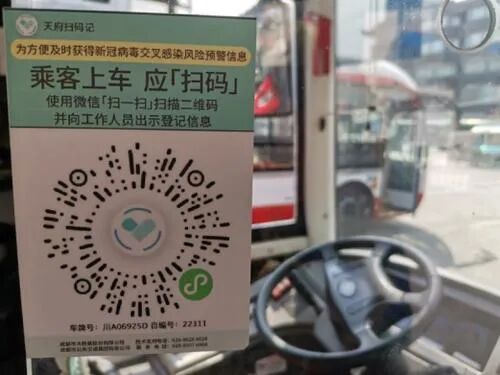 天府扫码记
为方便及时获得新冠病毒交叉感染风险预警信息
乘客上车 应「扫码」
使用微信「扫一扫」扫描二维码
并向工作人员出示登记信息
车牌号：川A06925D 自编号：22311